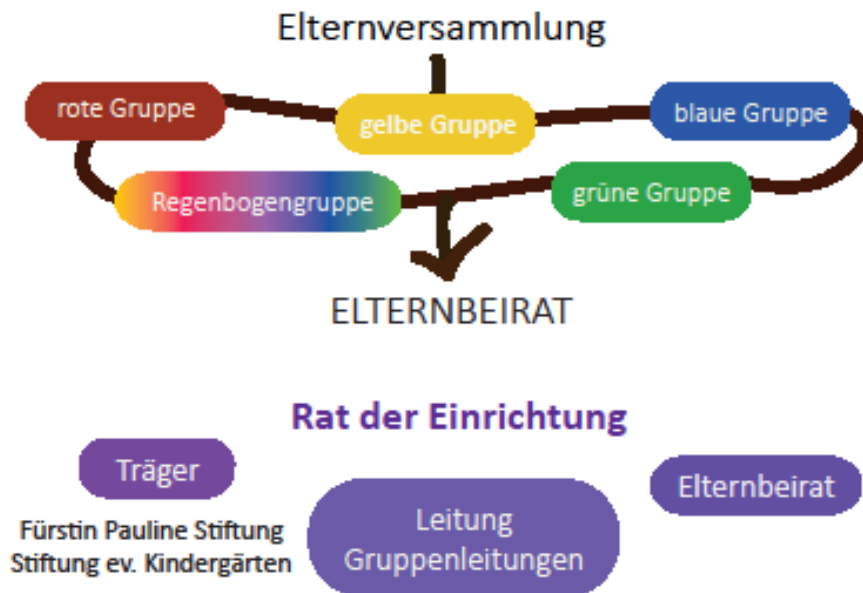 Elternversammlung
rote Gruppe
gelbe Gruppe
blaue Gruppe
Regenbogengruppe
grüne Gruppe
ELTERNBEIRAT
Rat der Einrichtung
Träger
Elternbeirat
Fürstin Pauline Stiftung
Stiftung ev. Kindergärten
Leitung
Gruppenleitungen